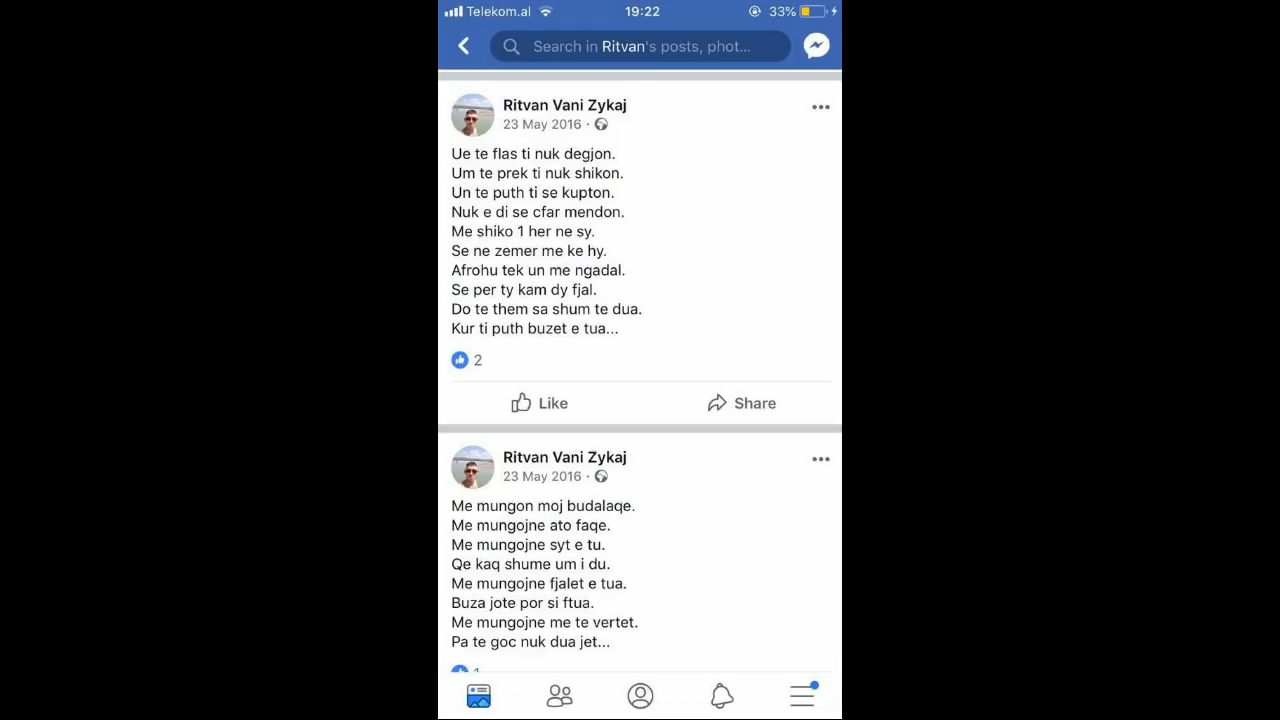 Telekom.al 19:22 33%
Search in Ritvan's posts, phot...
Ritvan Vani Zykaj
23 May 2016 ·
Ue te flas ti nuk degjon.
Um te prek ti nuk shikon.
Un te puth ti se kupton.
Nuk e di se cfar mendon.
Me shiko 1 her ne sy.
Se ne zemer me ke hy.
Afrohu tek un me ngadal.
Se per ty kam dy fjal.
Do te them sa shum te dua.
Kur ti puth buzet e tua...
2
Like Share
Ritvan Vani Zykaj
23 May 2016 ·
Me mungon moj budalaqe.
Me mungojne ato faqe.
Me mungojne syt e tu.
Qe kaq shume um i du.
Me mungojne fjalet e tua.
Buza jote por si ftua.
Me mungojne me te vertet.
Pa te goc nuk dua jet...
1